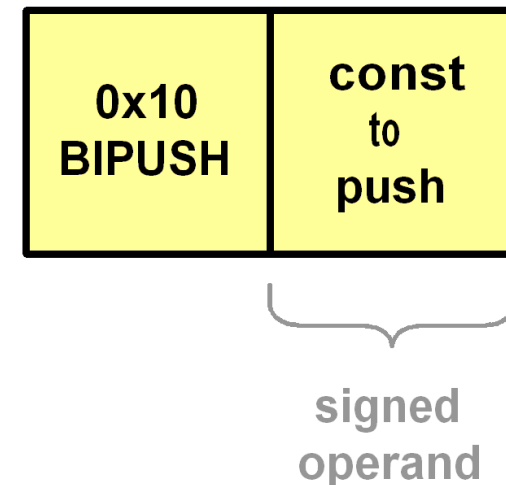 0x10
BIPUSH
const
to
push
signed
operand